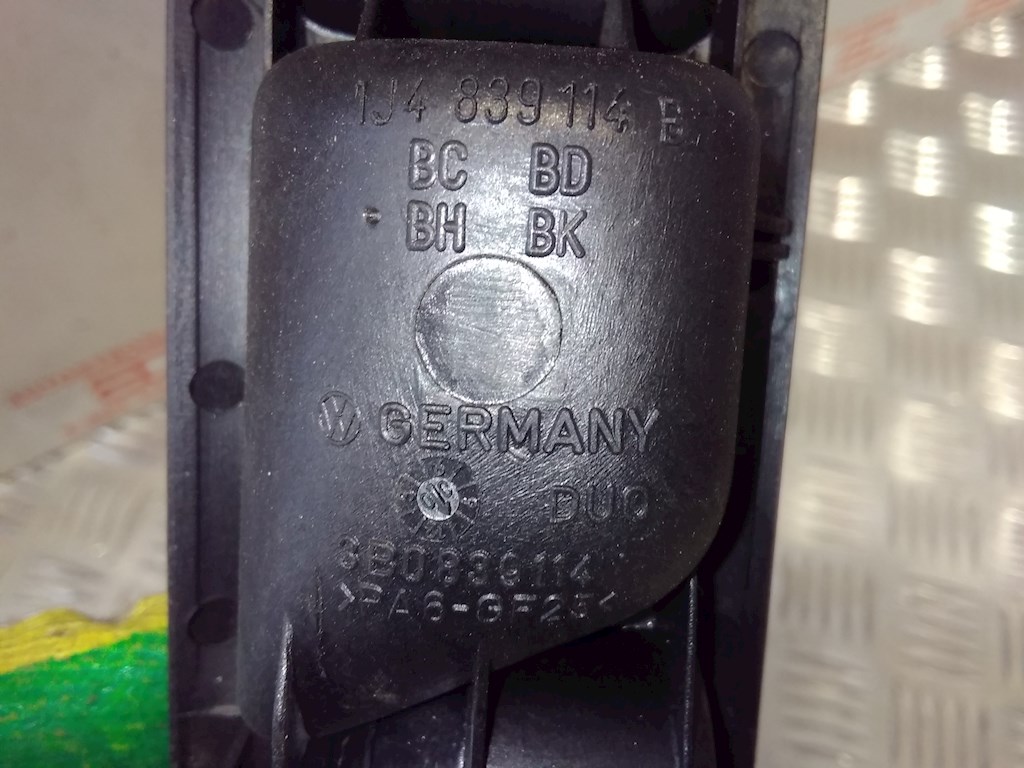 1J4 839 114 E
BC BD
BH BK
GERMANY
DUO
3B0839114
>PA6-GF25<